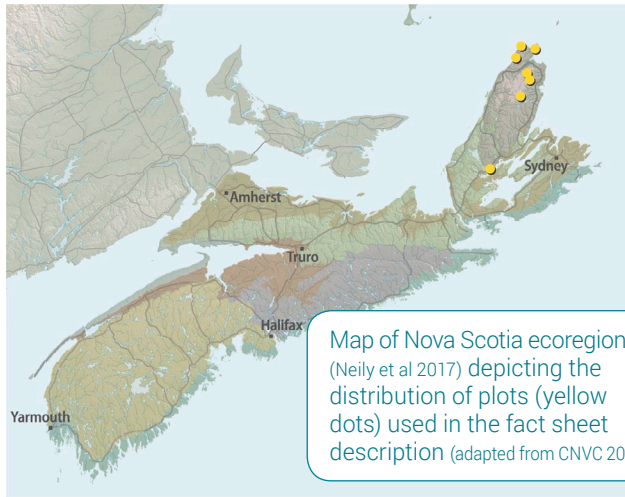 Sydney
Amherst
Truro
Halifax
Yarmouth
Map of Nova Scotia ecoregion
(Neily et al 2017) depicting the
distribution of plots (yellow
dots) used in the fact sheet
description (adapted from CNVC 20